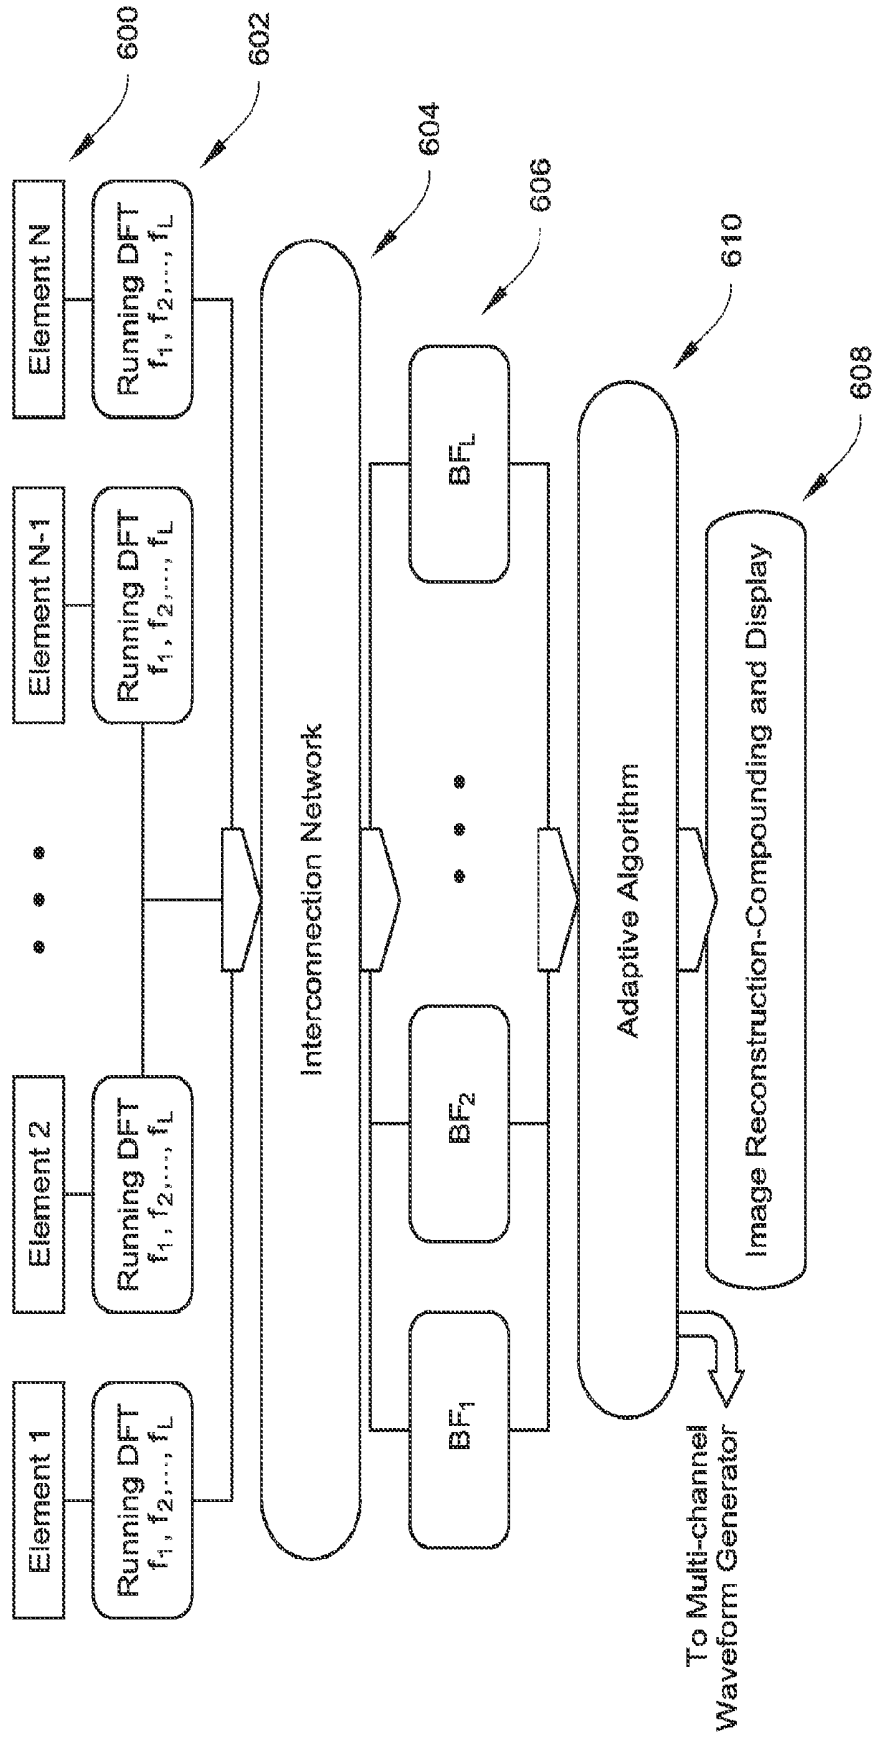 Element 1
Element 2
Element N-1
Element N
600
Running DFT
f1, f2,..., fL
Running DFT
f1, f2,..., fL
Running DFT
f1, f2,..., fL
Running DFT
f1, f2,..., fL
602
Interconnection Network
604
BF1
BF2
BFL
606
Adaptive Algorithm
610
To Multi-channel
Waveform Generator
Image Reconstruction-Compounding and Display
608